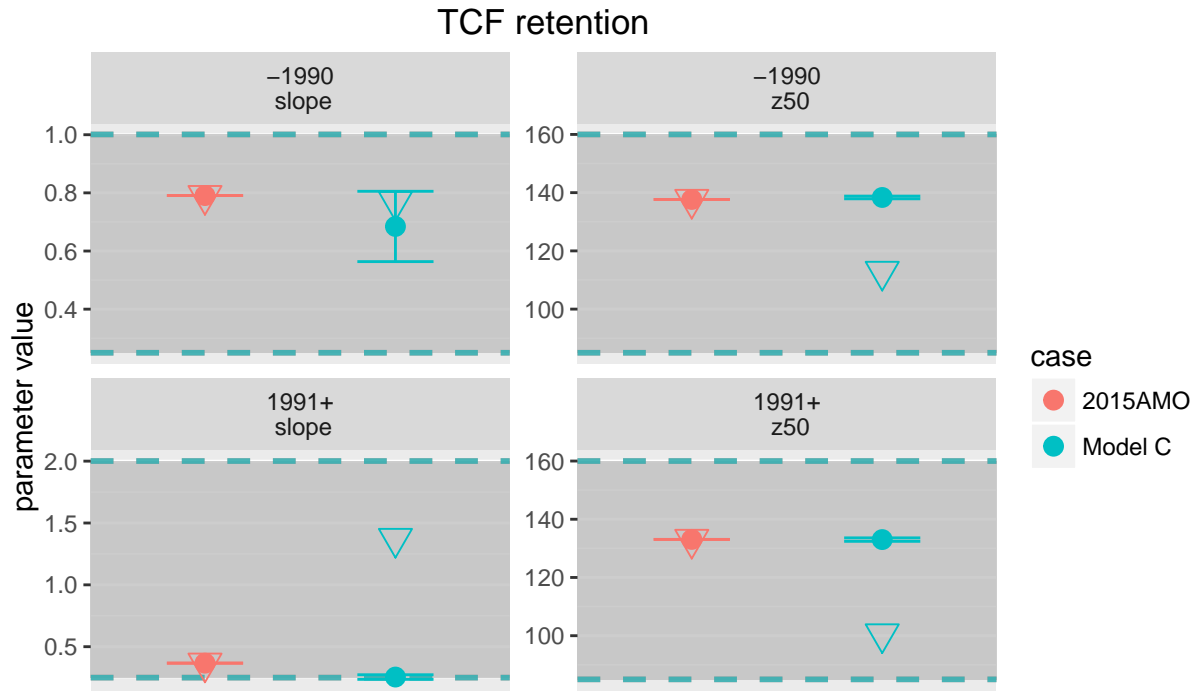 TCF retention
−1990
slope
−1990
z50
1.0
0.8
0.6
0.4
160
140
120
100
parameter value
1991+
slope
1991+
z50
2.0
1.5
1.0
0.5
160
140
120
100
case
2015AMO
Model C